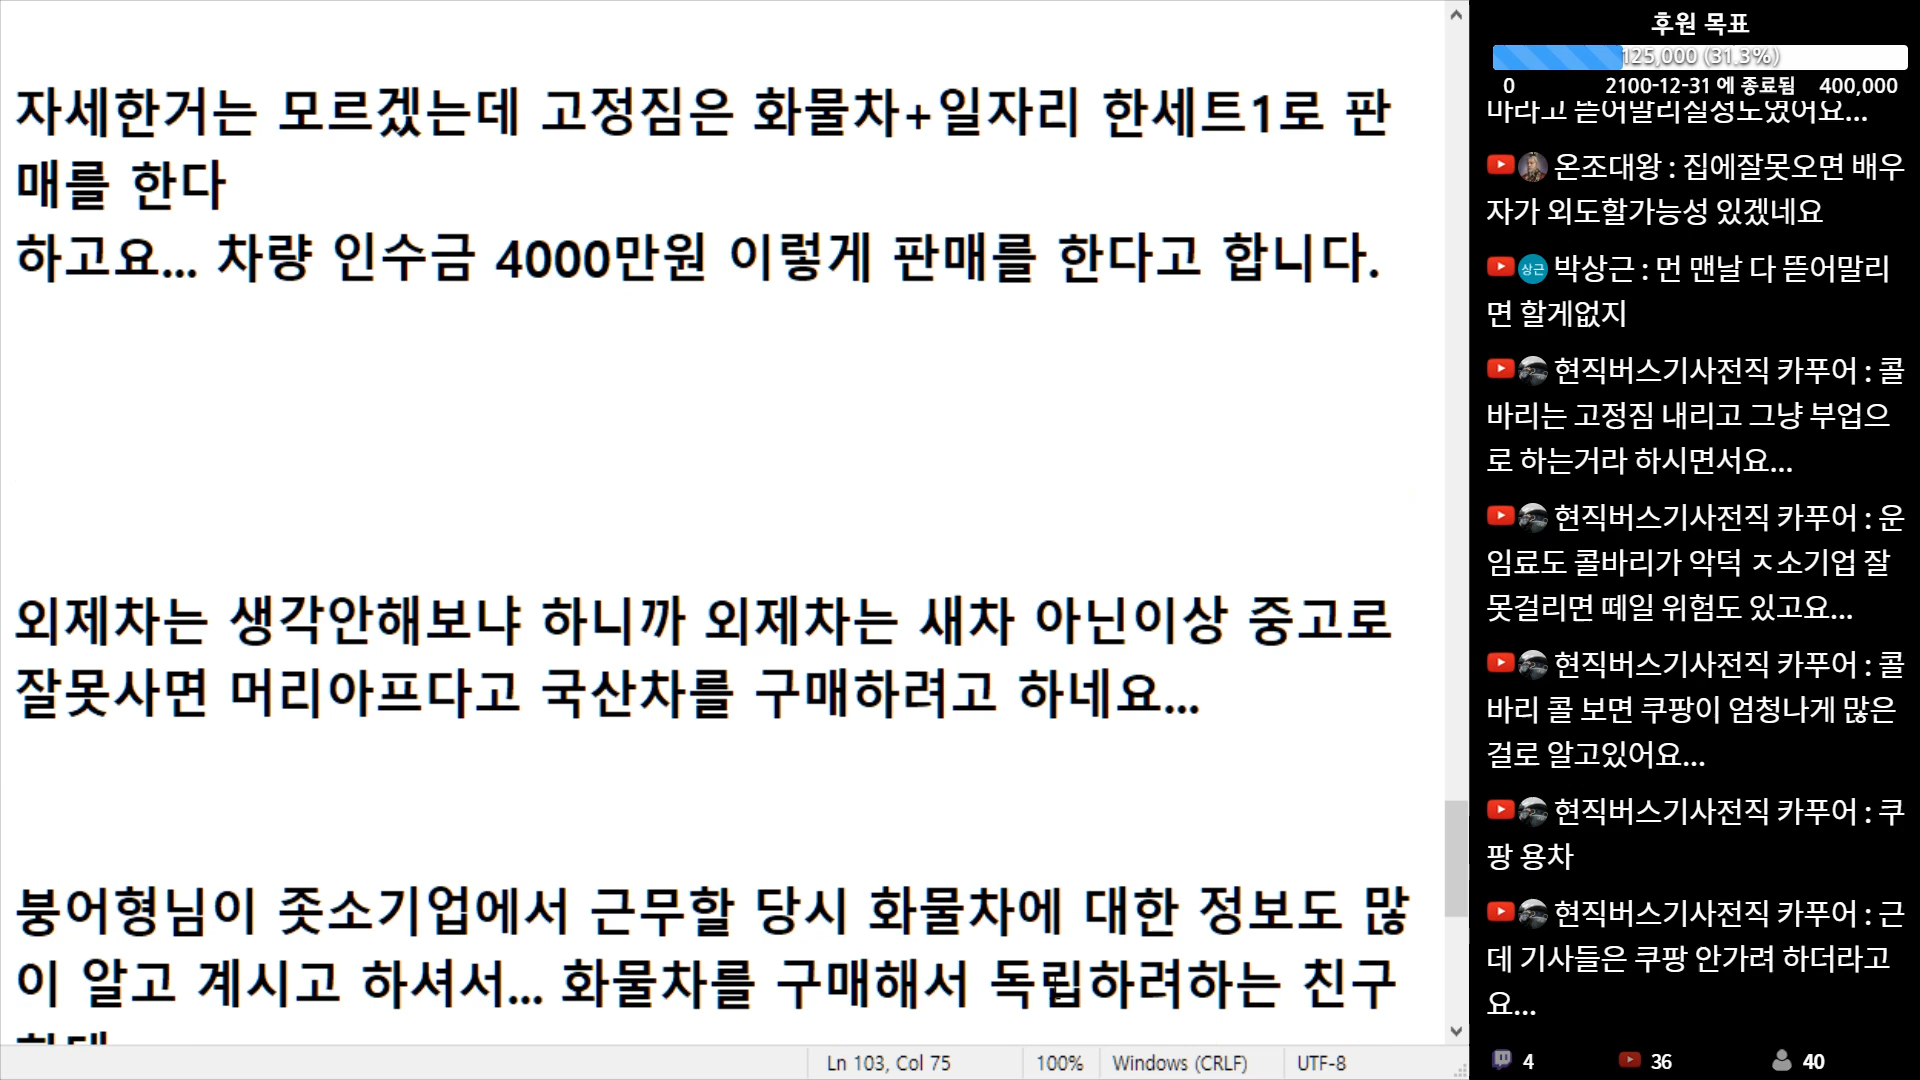 자세한거는 모르겠는데 고정짐은 화물차+일자리 한세트1로 판
매를 한다
하고요... 차량 인수금 4000만원 이렇게 판매를 한다고 합니다.
외제차는 생각안해보냐 하니까 외제차는 새차 아닌이상 중고로
잘못사면 머리아프다고 국산차를 구매하려고 하네요...
붕어형님이 좃소기업에서 근무할 당시 화물차에 대한 정보도 많
이 알고 계시고 하셔서... 화물차를 구매해서 독립하려하는 친구
Ln 103, Col 75
100%
Windows (CRLF)
UTF-8
후원 목표
125,000 (31.3%)
0 2100-12-31 에 종료됨 400,000
바라고 뜯어말리실정도였어요...
온조대왕 : 집에잘못오면 배우
자가 외도할가능성 있겠네요
상근 박상근 : 먼 맨날 다 뜯어말리
면 할게없지
현직버스기사전직 카푸어 : 콜
바리는 고정짐 내리고 그냥 부업으
로 하는거라 하시면서요...
현직버스기사전직 카푸어 : 운
임료도 콜바리가 악덕 ㅈ소기업 잘
못걸리면 떼일 위험도 있고요...
현직버스기사전직 카푸어 : 콜
바리 콜 보면 쿠팡이 엄청나게 많은
걸로 알고있어요...
현직버스기사전직 카푸어 : 쿠
팡 용차
현직버스기사전직 카푸어 : 근
데 기사들은 쿠팡 안가려 하더라고
요...
4 36 40